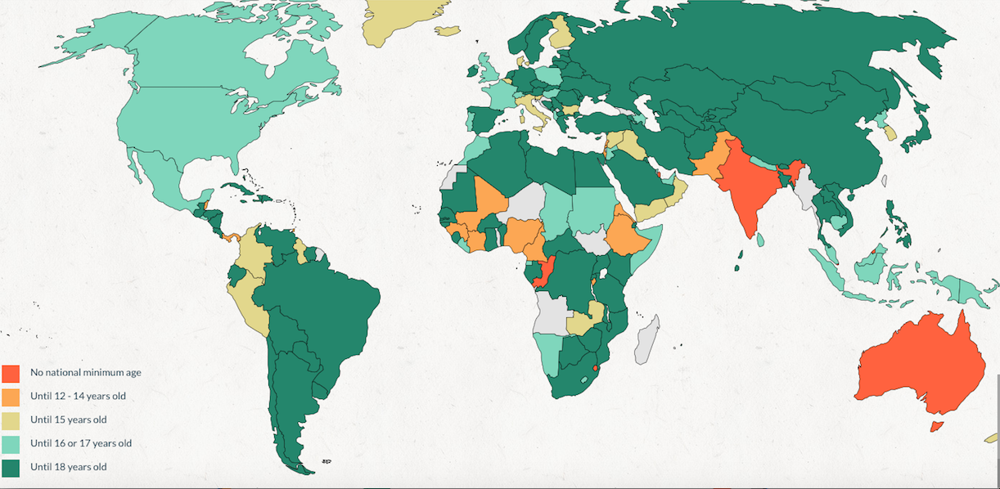 No national minimum age
Until 12 - 14 years old
Until 15 years old
Until 16 or 17 years old
Until 18 years old